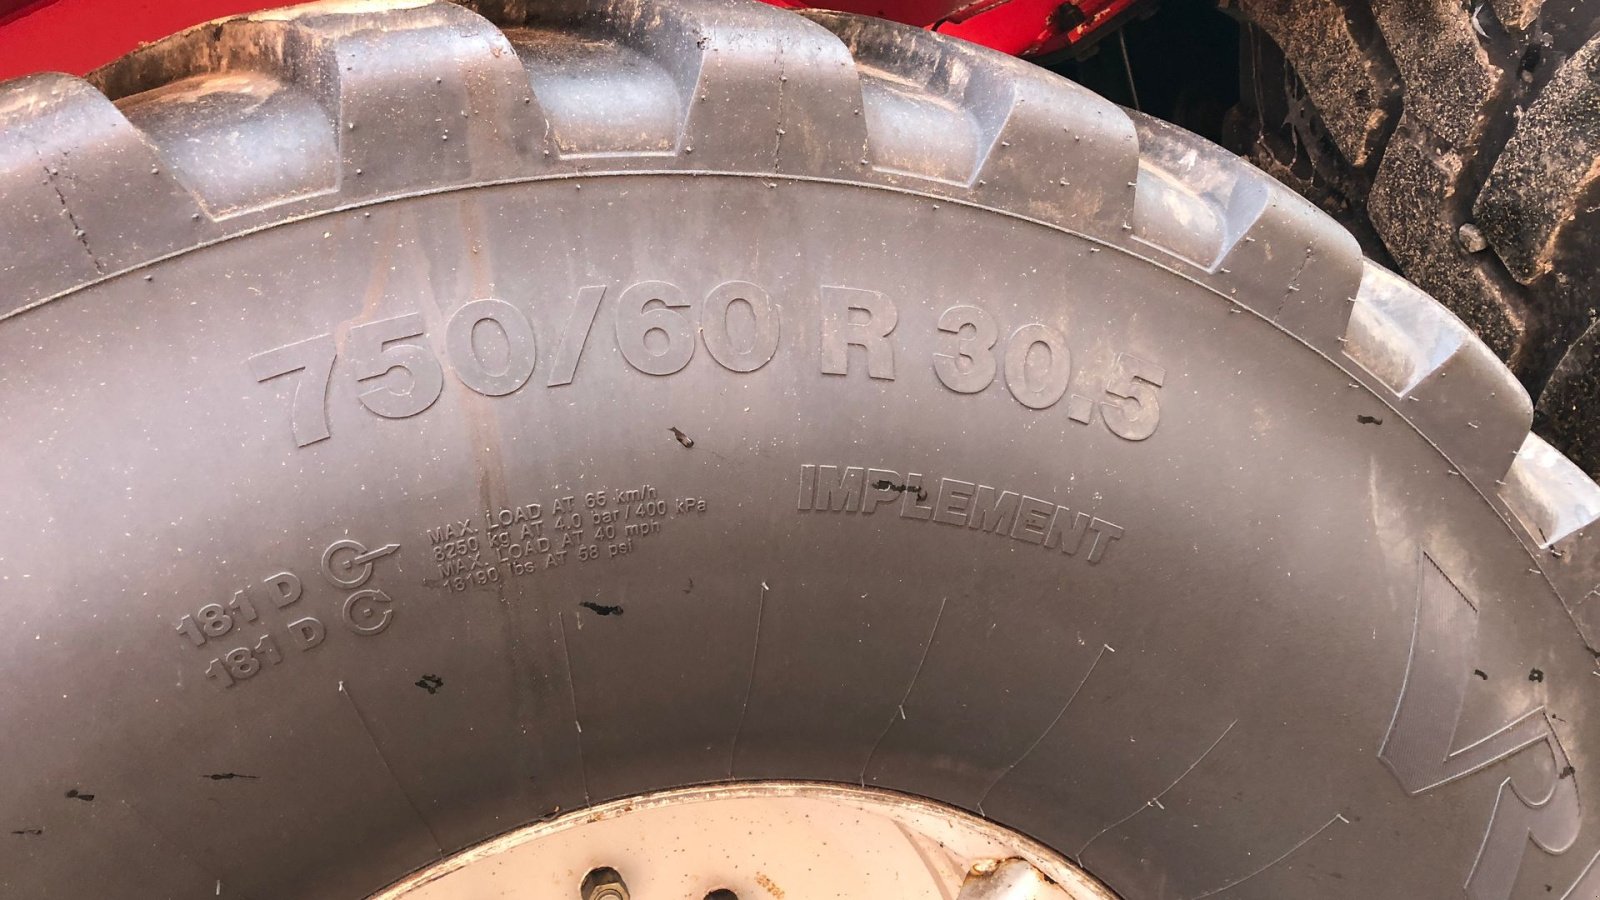 750/60 R 30.5
IMPLEMENT
MAX. LOAD AT 65 km/h
8250 kg AT 4.0 bar / 400 kPa
MAX. LOAD AT 40 mph
18190 lbs AT 58 psi
181 D
181 D
VR